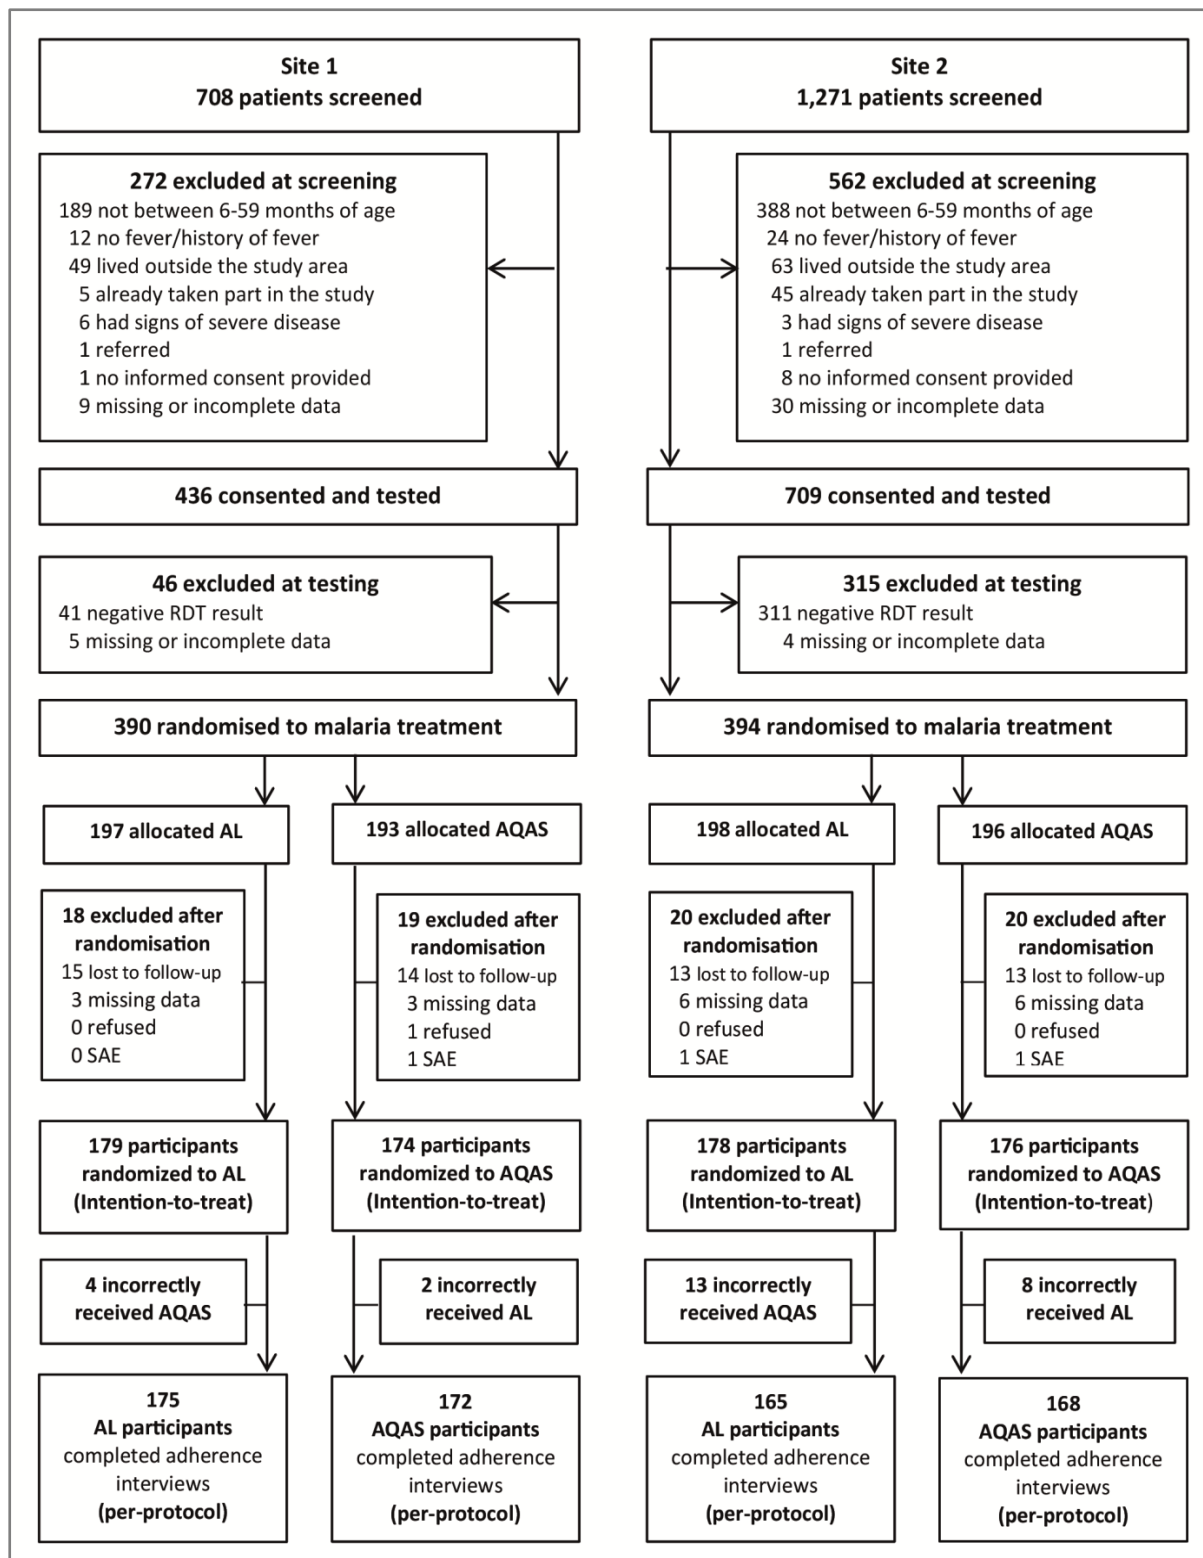 Site 1
708 patients screened
272 excluded at screening
189 not between 6-59 months of age
12 no fever/history of fever
49 lived outside the study area
5 already taken part in the study
6 had signs of severe disease
1 referred
1 no informed consent provided
9 missing or incomplete data
436 consented and tested
46 excluded at testing
41 negative RDT result
5 missing or incomplete data
390 randomised to malaria treatment
197 allocated AL
193 allocated AQAS
18 excluded after
randomisation
15 lost to follow-up
3 missing data
0 refused
0 SAE
19 excluded after
randomisation
14 lost to follow-up
3 missing data
1 refused
1 SAE
179 participants
randomized to AL
(Intention-to-treat)
174 participants
randomized to AQAS
(Intention-to-treat)
4 incorrectly
received AQAS
2 incorrectly
received AL
175
AL participants
completed adherence
interviews
(per-protocol)
172
AQAS participants
completed adherence
interviews
(per-protocol)
Site 2
1,271 patients screened
562 excluded at screening
388 not between 6-59 months of age
24 no fever/history of fever
63 lived outside the study area
45 already taken part in the study
3 had signs of severe disease
1 referred
8 no informed consent provided
30 missing or incomplete data
709 consented and tested
315 excluded at testing
311 negative RDT result
4 missing or incomplete data
394 randomised to malaria treatment
198 allocated AL
196 allocated AQAS
20 excluded after
randomisation
13 lost to follow-up
6 missing data
0 refused
1 SAE
20 excluded after
randomisation
13 lost to follow-up
6 missing data
0 refused
1 SAE
178 participants
randomized to AL
(Intention-to-treat)
176 participants
randomized to AQAS
(Intention-to-treat)
13 incorrectly
received AQAS
8 incorrectly
received AL
165
AL participants
completed adherence
interviews
(per-protocol)
168
AQAS participants
completed adherence
interviews
(per-protocol)